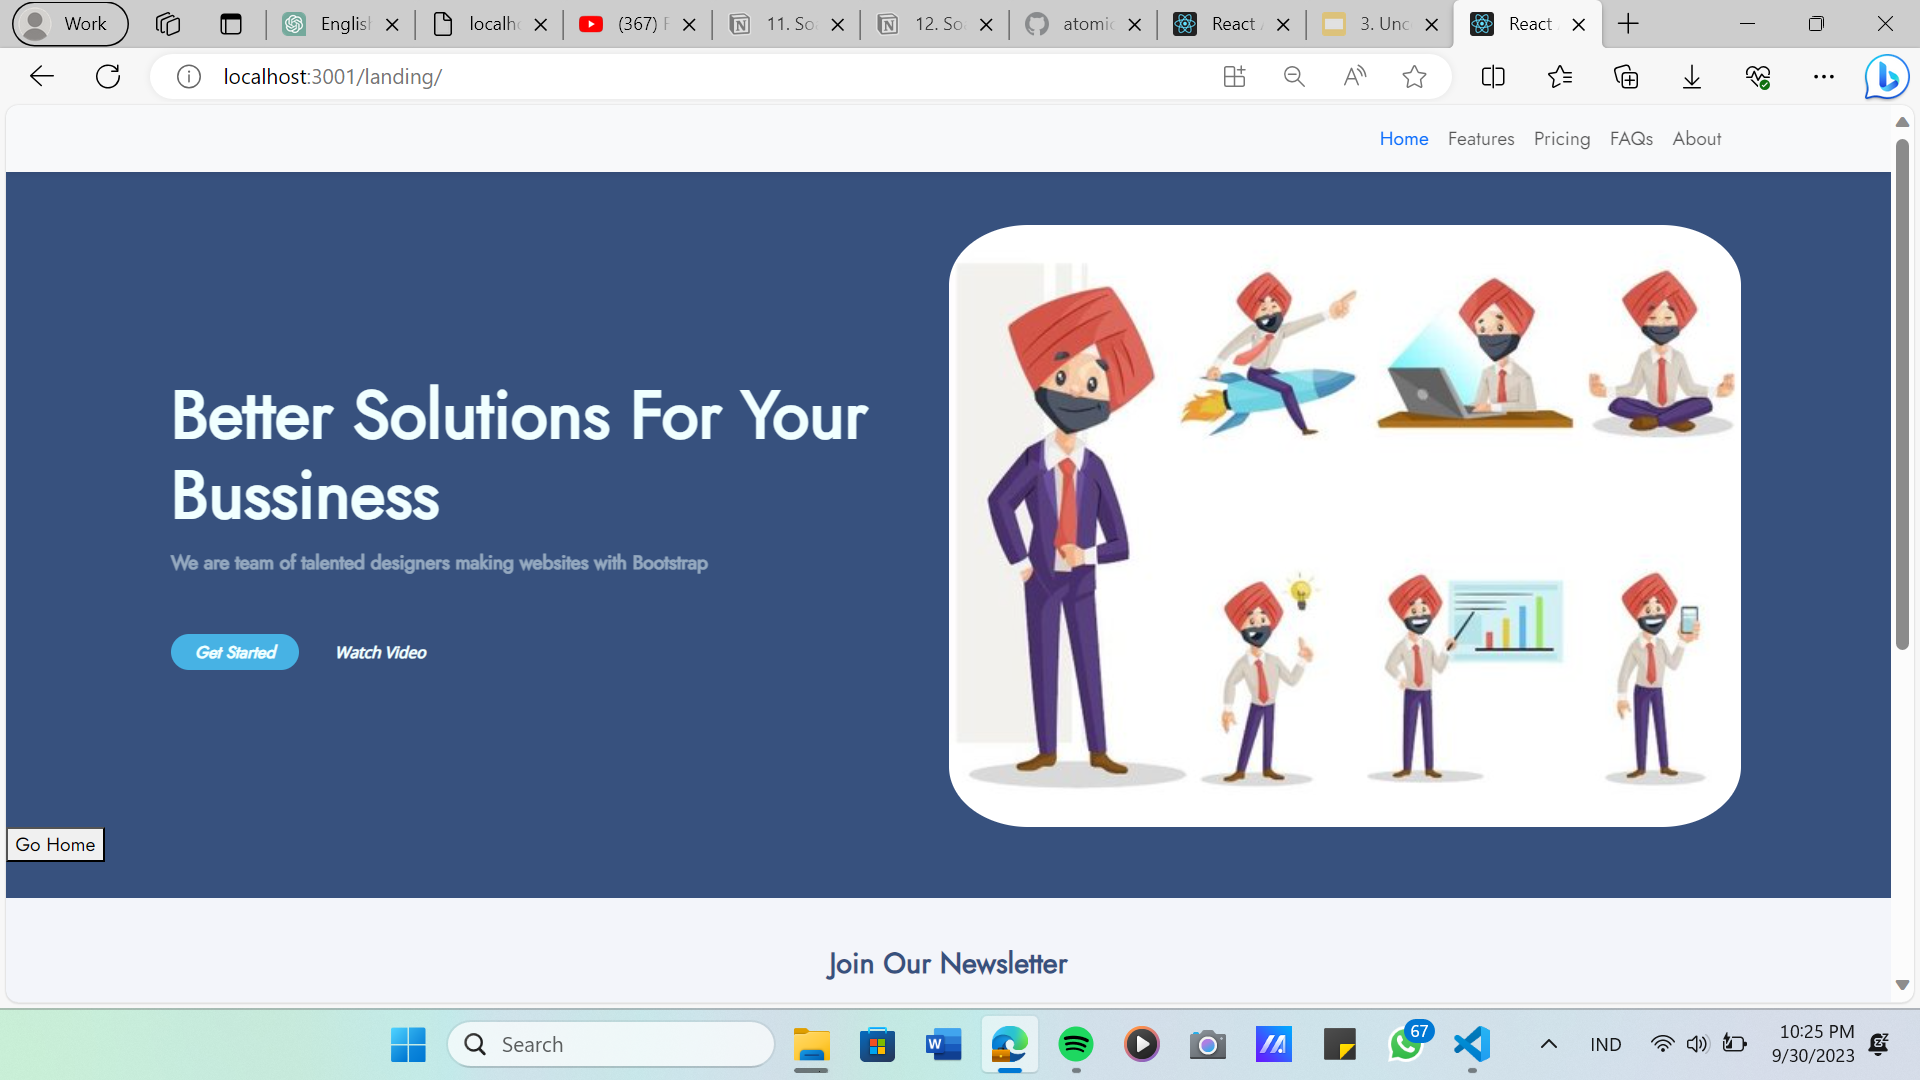 Work
English
localho
(367) F
11. So
12. So
atomic
React
3. Unc
React
localhost:3001/landing/
Home Features Pricing FAQs About
Better Solutions For Your
Bussiness
We are team of talented designers making websites with Bootstrap
Get Started Watch Video
Go Home
Join Our Newsletter
Search
67
IND
10:25 PM
9/30/2023